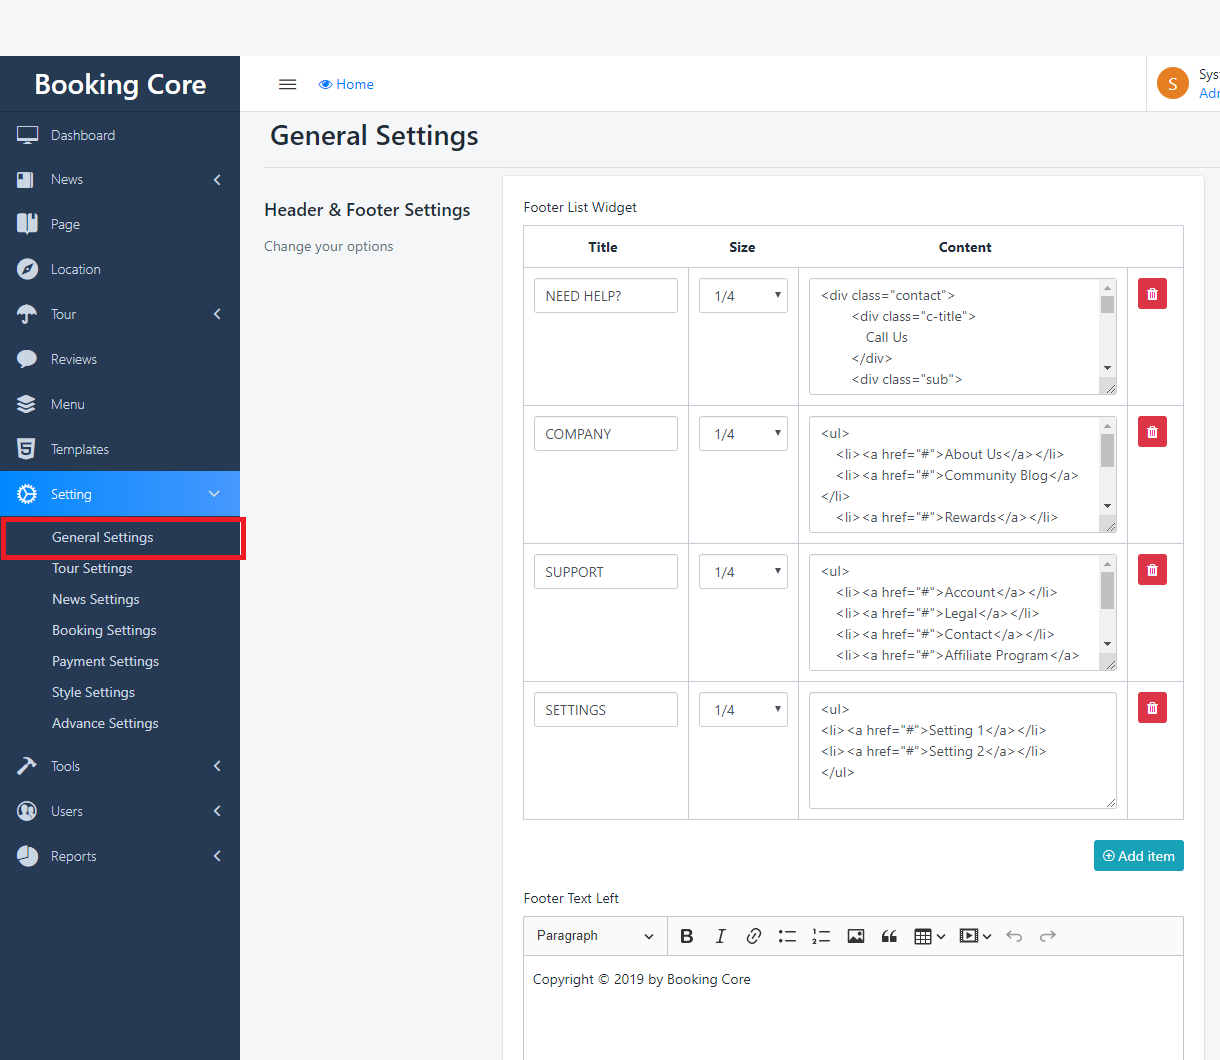 Booking Core
Home
S
Sys
Adr
Dashboard
News
Page
Location
Tour
Reviews
Menu
Templates
Setting
General Settings
Tour Settings
News Settings
Booking Settings
Payment Settings
Style Settings
Advance Settings
Tools
Users
Reports
General Settings
Header & Footer Settings
Change your options
Footer List Widget
Title Size Content
NEED HELP? 1/4
<div class="contact">
<div class="c-title">
Call Us
</div>
<div class="sub">
COMPANY 1/4
<ul>
<li><a href="#">About Us</a></li>
<li><a href="#">Community Blog</a>
</li>
<li><a href="#">Rewards</a></li>
SUPPORT 1/4
<ul>
<li><a href="#">Account</a></li>
<li><a href="#">Legal</a></li>
<li><a href="#">Contact</a></li>
<li><a href="#">Affiliate Program</a>
SETTINGS 1/4
<ul>
<li><a href="#">Setting 1</a></li>
<li><a href="#">Setting 2</a></li>
</ul>
Add item
Footer Text Left
Paragraph
Copyright © 2019 by Booking Core